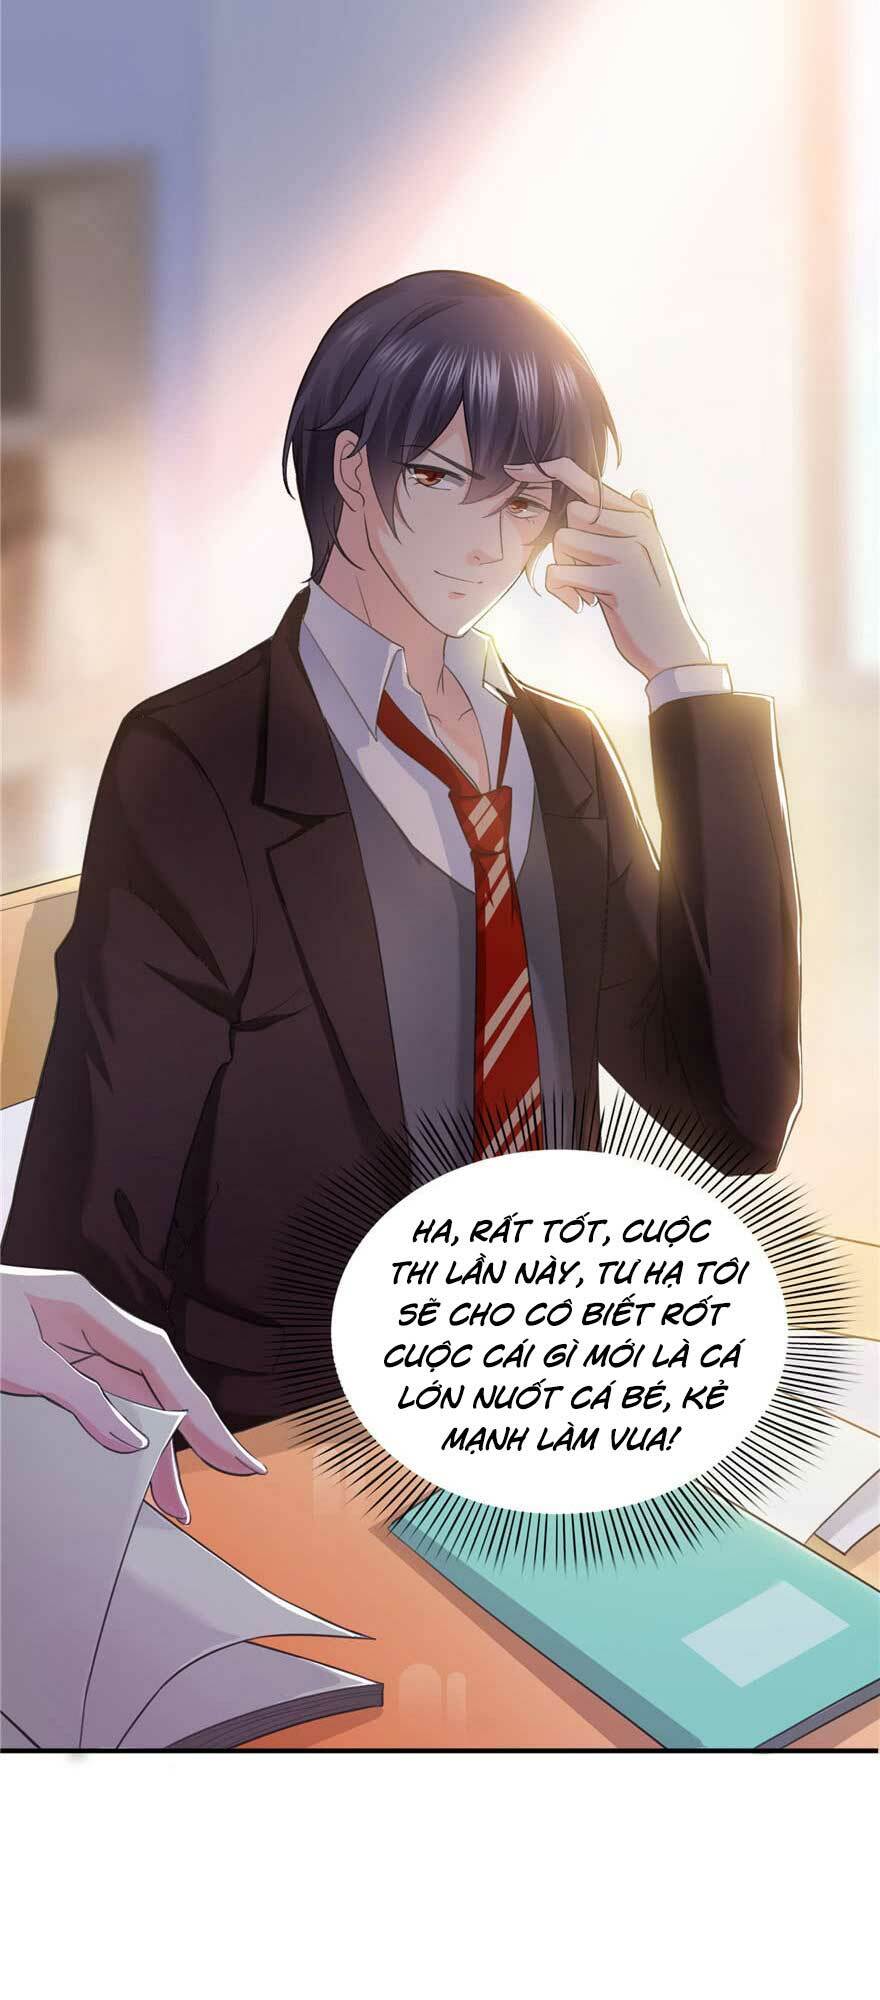 HA, RẤT TỐT, CUỘC
THI LẦN NÀY, TƯ HẠ TÔI
SẼ CHO CÔ BIẾT RỐT
CUỘC CÁI GÌ MỚI LÀ CÁ
LỚN NUỐT CÁ BÉ, KẺ
MẠNH LÀM VUA!